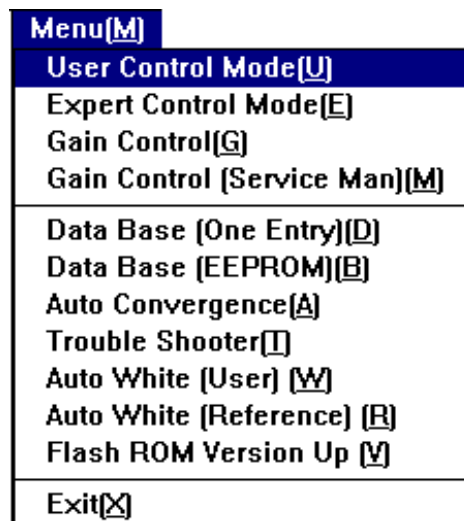 Menu(M)
User Control Mode(U)
Expert Control Mode(E)
Gain Control(G)
Gain Control (Service Man)(M)
Data Base (One Entry)(D)
Data Base (EEPROM)(B)
Auto Convergence(A)
Trouble Shooter(T)
Auto White (User) (W)
Auto White (Reference) (R)
Flash ROM Version Up (V)
Exit(X)